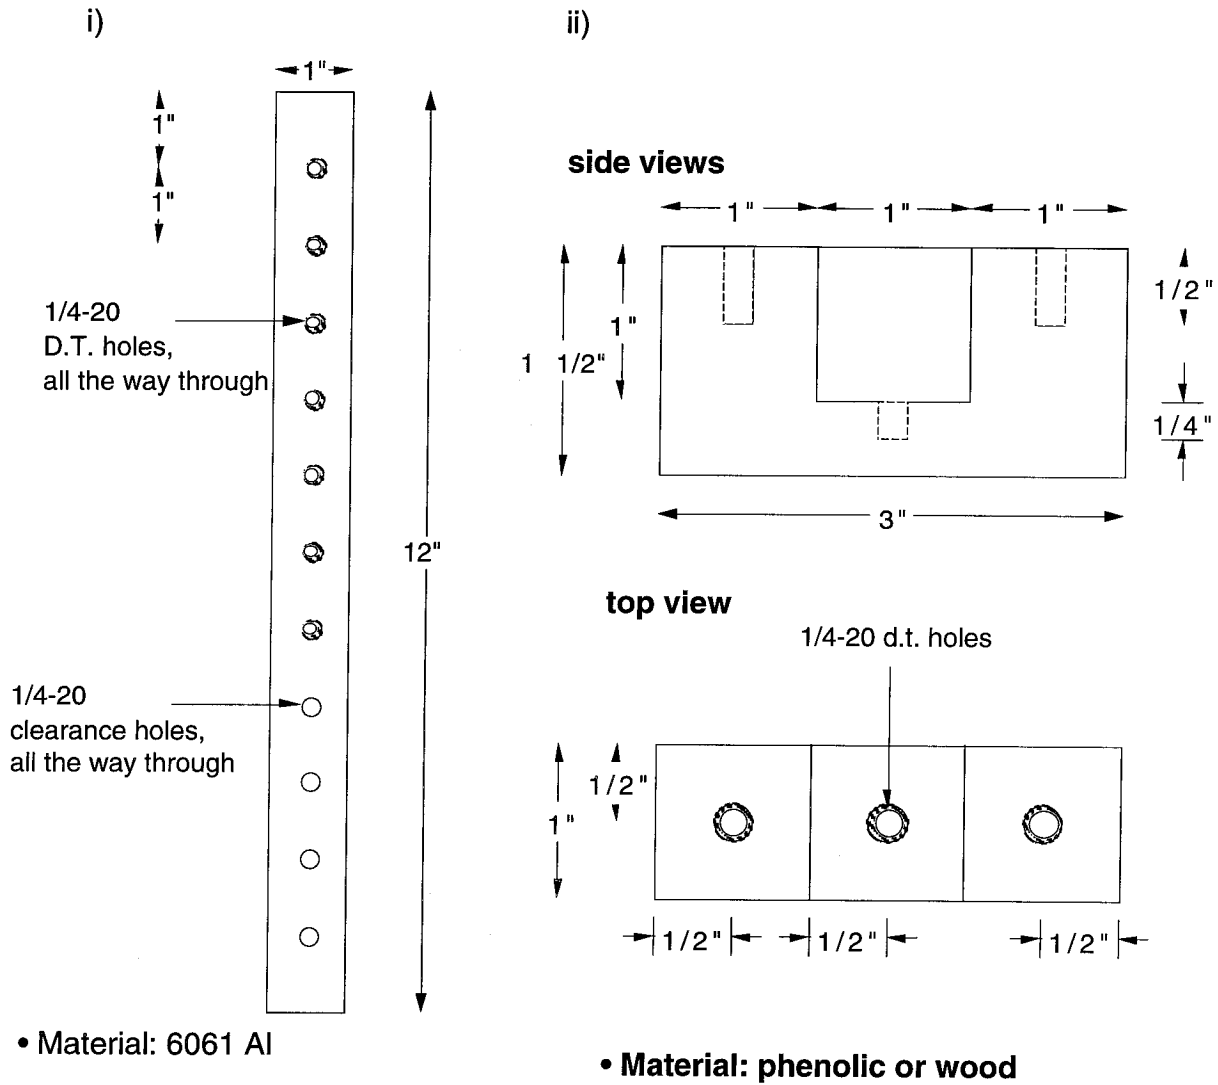 i)
1"
1"
1"
1/4-20
D.T. holes,
all the way through
12"
1/4-20
clearance holes,
all the way through
• Material: 6061 Al
ii)
side views
1" 1" 1"
1 1/2"
1"
1/2"
1/4"
3"
top view
1/4-20 d.t. holes
1/2"
1"
1/2" 1/2" 1/2"
• Material: phenolic or wood